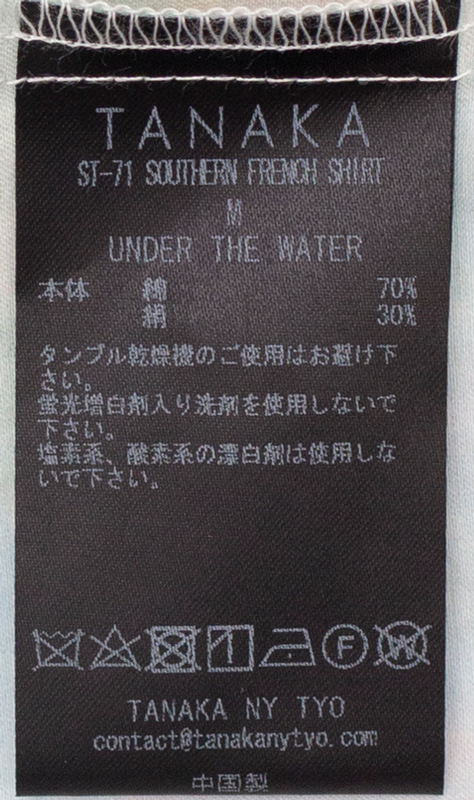 TANAKA
ST-71 SOUTHERN FRENCH SHIRT
M
UNDER THE WATER
本体 綿 70%
絹 30%
タンブル乾燥機のご使用はお避け下
さい。
蛍光増白剤入り洗剤を使用しないで
下さい。
塩素系、酸素系の漂白剤は使用しな
いで下さい。
F W
TANAKA NY TYO
contact@tanakanytyo.com
中国製